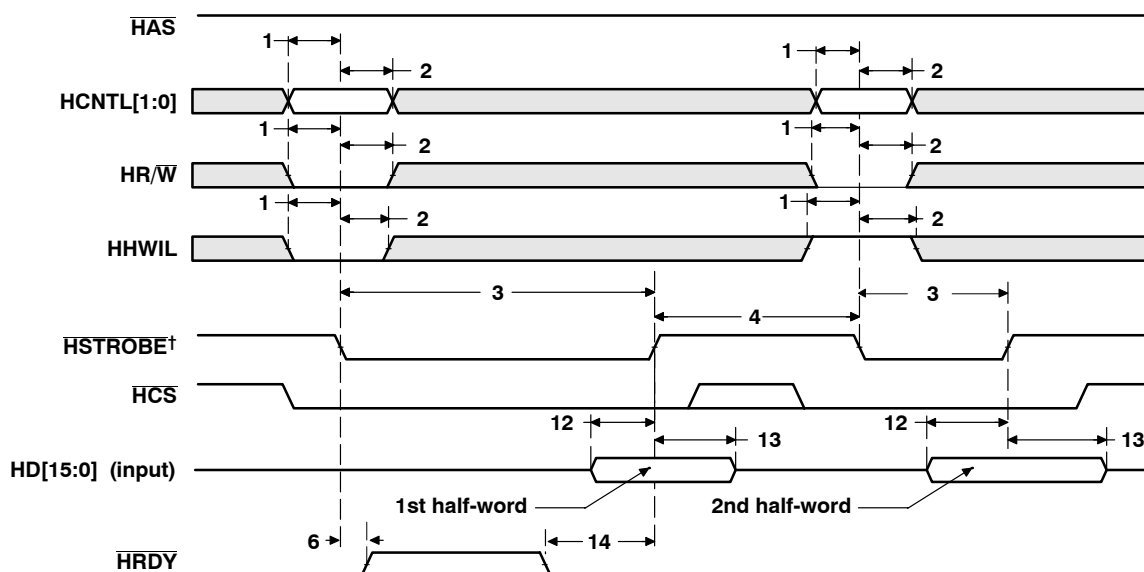 HAS
1 1
2 2
HCNTL[1:0]
1 1
2 2
HR/W
1 1
2 2
HHWIL
3 3
4
HSTROBE†
HCS
12 12
13 13
HD[15:0] (input)
1st half-word 2nd half-word
6 14
HRDY